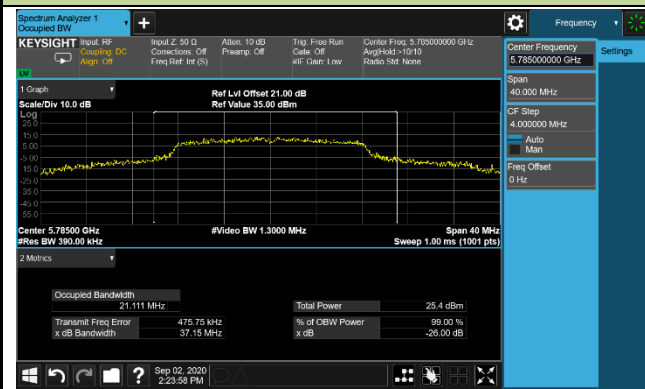 Spectrum Analyzer 1
Occupied BW
+
Frequency
KEYSIGHT
Input: RF
Coupling: DC
Align: Off
Input Z: 50 Ω
Corrections: Off
Freq Ref: Int (S)
Atten: 10 dB
Preamp: Off
Trig: Free Run
Gate: Off
#IF Gain: Low
Center Freq: 5.785000000 GHz
Avg|Hold:>10/10
Radio Std: None
LXI
Center Frequency
5.785000000 GHz
Settings
Span
40.000 MHz
CF Step
4.000000 MHz
Auto
Man
Freq Offset
0 Hz
1 Graph
Scale/Div 10.0 dB
Ref Lvl Offset 21.00 dB
Ref Value 35.00 dBm
Log
25.0
15.0
5.00
-5.00
-15.0
-25.0
-35.0
-45.0
-55.0
Center 5.78500 GHz
#Video BW 1.3000 MHz
Span 40 MHz
#Res BW 390.00 kHz
Sweep 1.00 ms (1001 pts)
2 Metrics
Occupied Bandwidth
21.111 MHz
Total Power 25.4 dBm
Transmit Freq Error 475.75 kHz
% of OBW Power 99.00 %
x dB Bandwidth 37.15 MHz
x dB -26.00 dB
?
Sep 02, 2020
2:23:58 PM